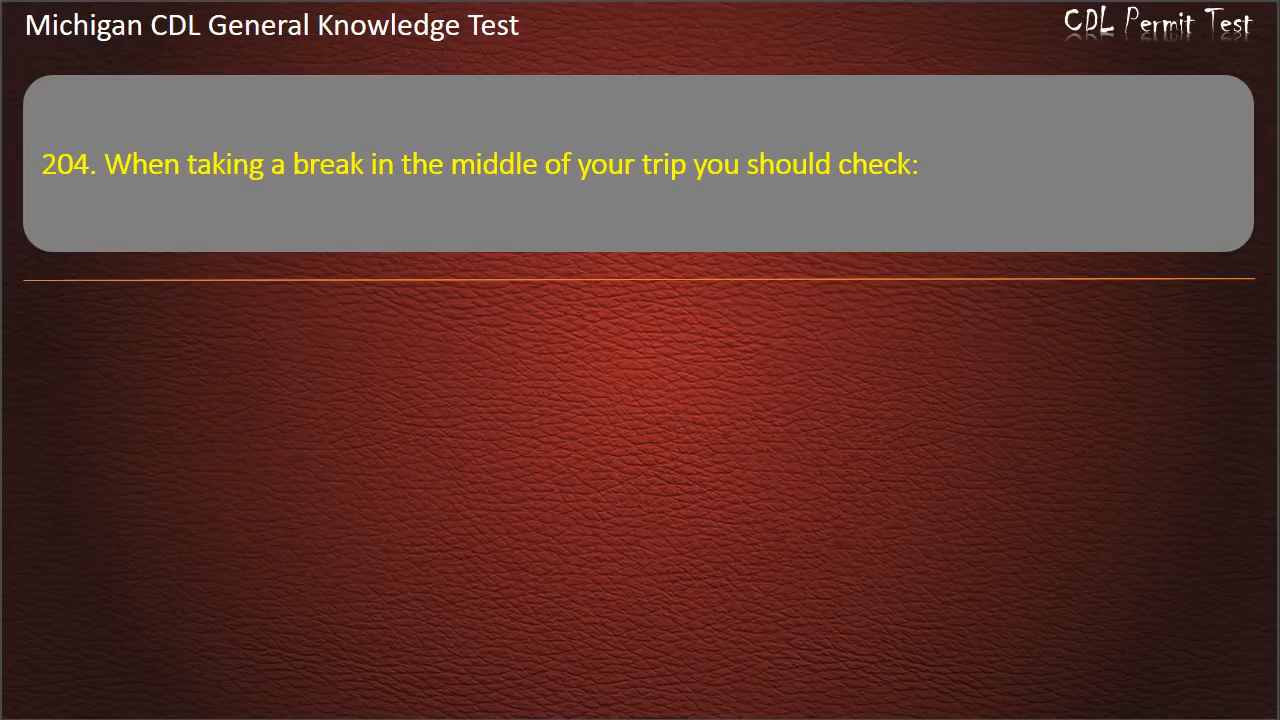 Michigan CDL General Knowledge Test
CDL Permit Test
204. When taking a break in the middle of your trip you should check: